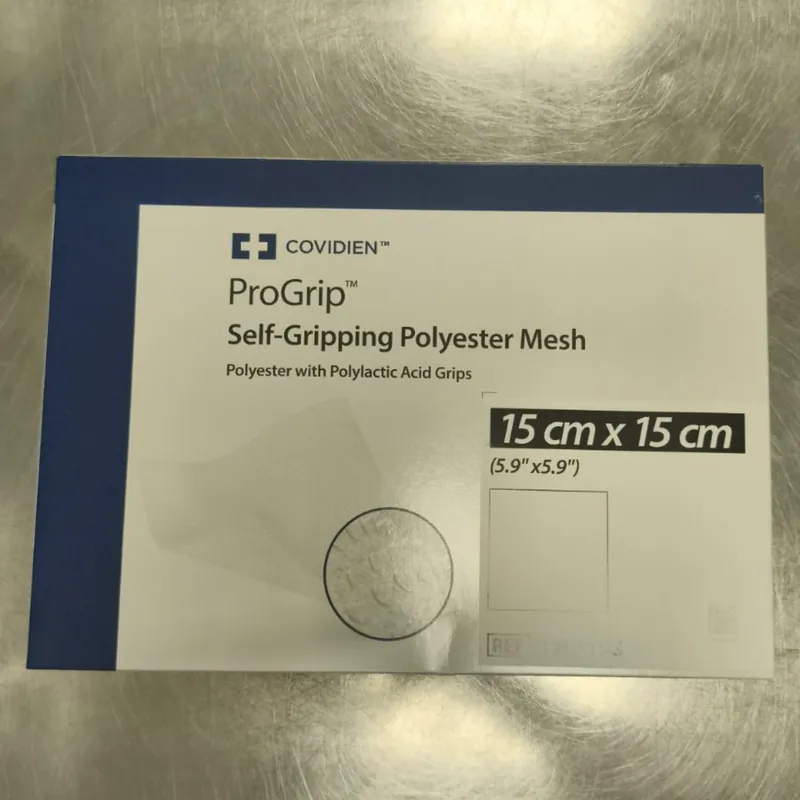 COVIDIEN™
ProGrip™
Self-Gripping Polyester Mesh
Polyester with Polylactic Acid Grips
15 cm x 15 cm
(5.9" x5.9")
REF